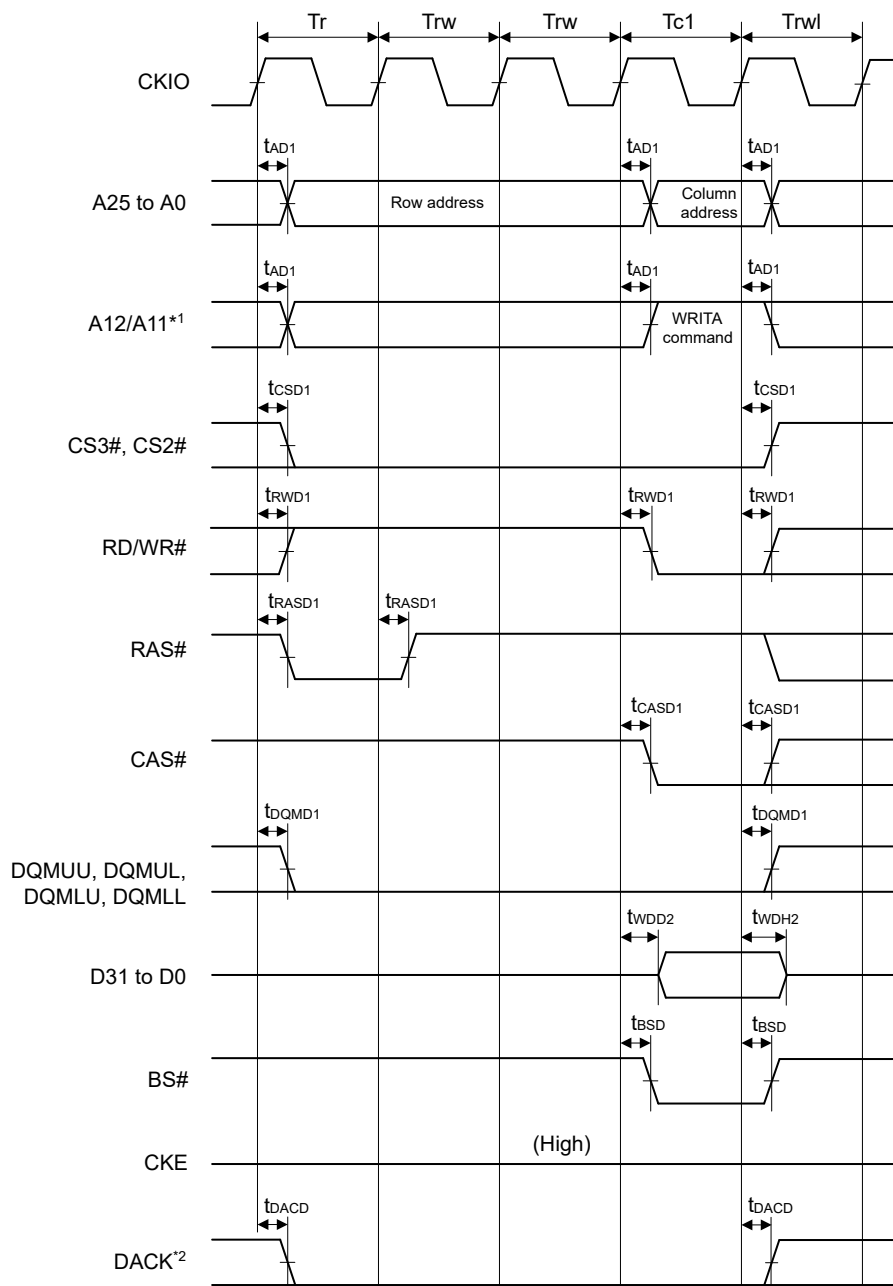 Tr Trw Trw Tc1 Trwl
CKIO
tAD1 tAD1 tAD1
A25 to A0 Row address Column
address
tAD1 tAD1 tAD1
A12/A11*1 WRITA
command
tCSD1 tCSD1
CS3#, CS2#
tRWD1 tRWD1 tRWD1
RD/WR#
tRASD1 tRASD1
RAS#
tCASD1 tCASD1
CAS#
tDQMD1 tDQMD1
DQMUU, DQMUL,
DQMLU, DQMLL
tWDD2 tWDH2
D31 to D0
tBSD tBSD
BS#
(High)
CKE
tDACD tDACD
DACK*2